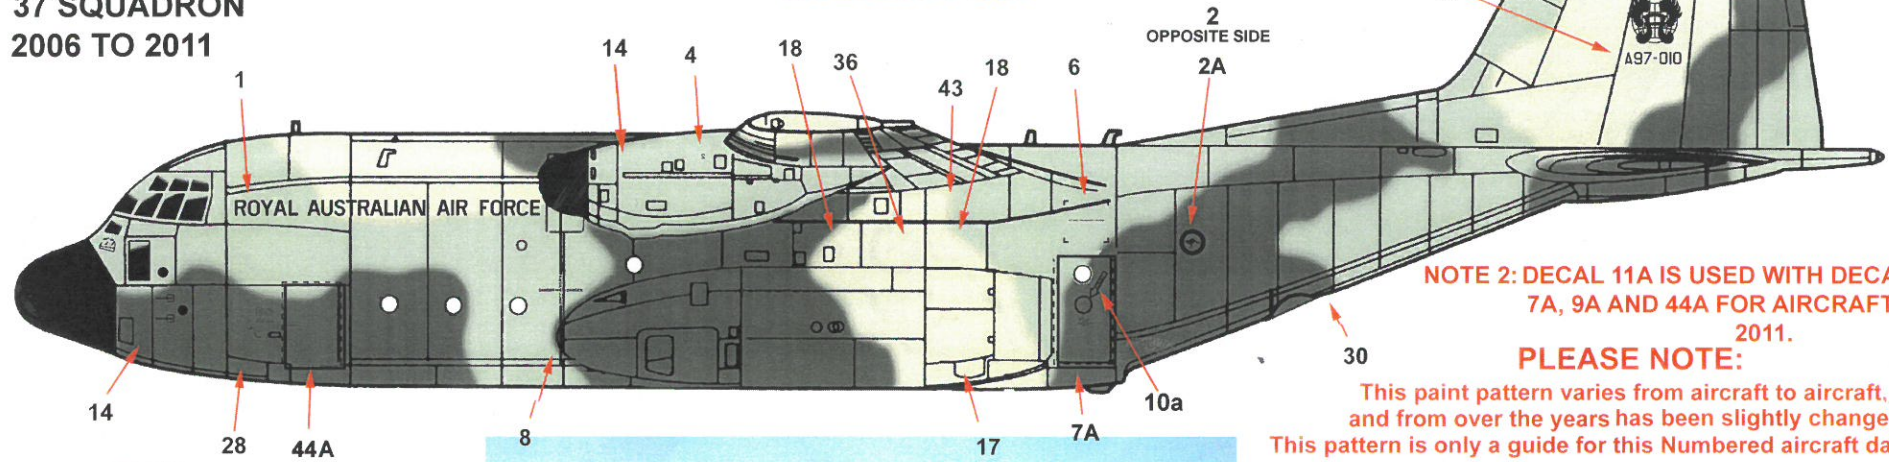 37 SQUADRON
2006 TO 2011
2
OPPOSITE SIDE
2A
14
4
18
36
43
18
6
1
A97-010
ROYAL AUSTRALIAN AIR FORCE
NOTE 2: DECAL 11A IS USED WITH
7A, 9A AND 44A FOR AIRCRAFT
2011.
PLEASE NOTE:
This paint pattern varies from aircraft to aircraft,
and from over the years has been slightly change
This pattern is only a guide for this Numbered aircraft
30
10a
14
28
44A
8
17
7A